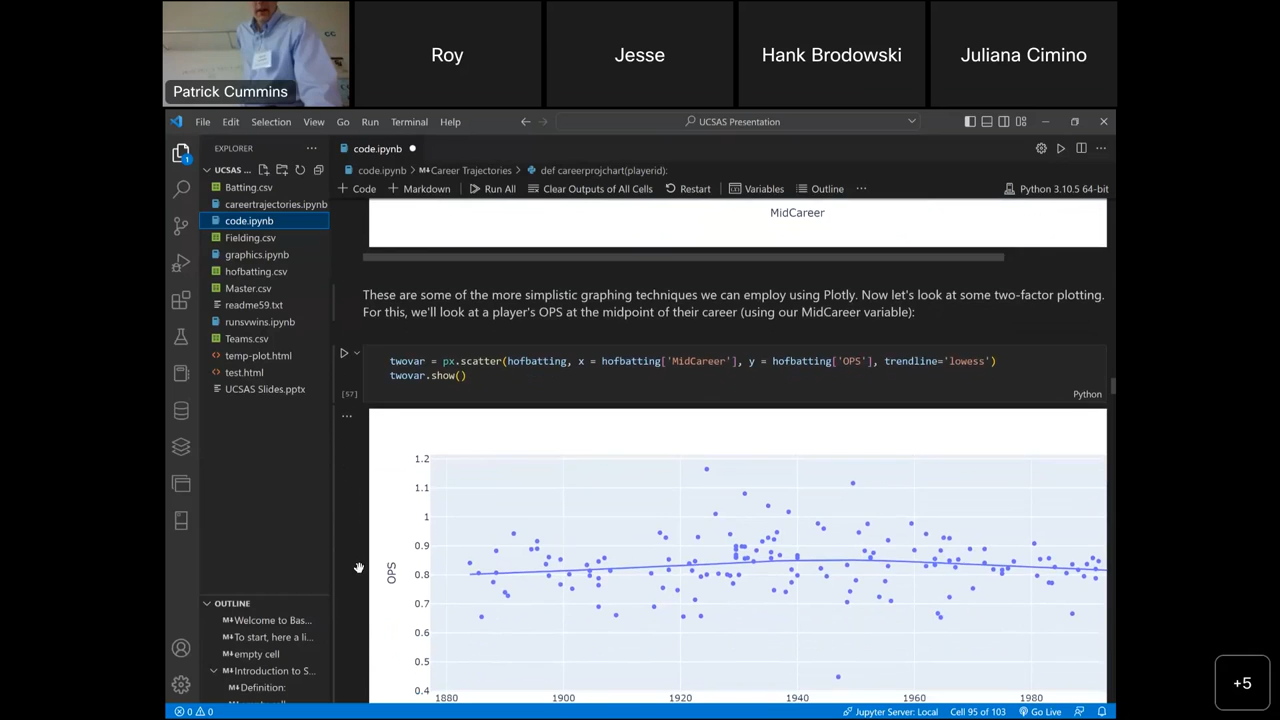 Patrick Cummins
Roy
Jesse
Hank Brodowski
Juliana Cimino
File Edit Selection View Go Run Terminal Help
UCSAS Presentation
EXPLORER
code.ipynb
UCSAS ...
code.ipynb > M↓Career Trajectories > def careerprojchart(playerid):
+ Code + Markdown Run All Clear Outputs of All Cells Restart Variables Outline ... Python 3.10.5 64-bit
Batting.csv
careertrajectories.ipynb
code.ipynb
Fielding.csv
graphics.ipynb
hofbatting.csv
Master.csv
readme59.txt
runsvwins.ipynb
Teams.csv
temp-plot.html
test.html
UCSAS Slides.pptx
OUTLINE
M↓Welcome to Bas...
M↓To start, here a li...
M↓empty cell
M↓Introduction to S...
M↓Definition:
MidCareer
These are some of the more simplistic graphing techniques we can employ using Plotly. Now let's look at some two-factor plotting.
For this, we'll look at a player's OPS at the midpoint of their career (using our MidCareer variable):
twovar = px.scatter(hofbatting, x = hofbatting['MidCareer'], y = hofbatting['OPS'], trendline='lowess')
twovar.show()
[57]
Python
1.2
1.1
1
0.9
0.8
0.7
0.6
0.5
0.4
OPS
1880 1900 1920 1940 1960 1980
0 0 Jupyter Server: Local Cell 95 of 103 Go Live
+5